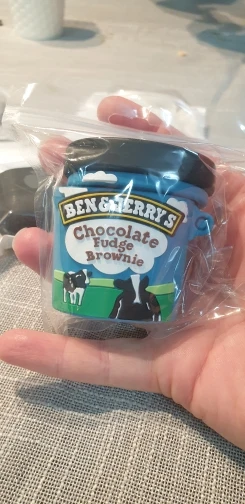 BEN & JERRY'S
Chocolate
Fudge
Brownie